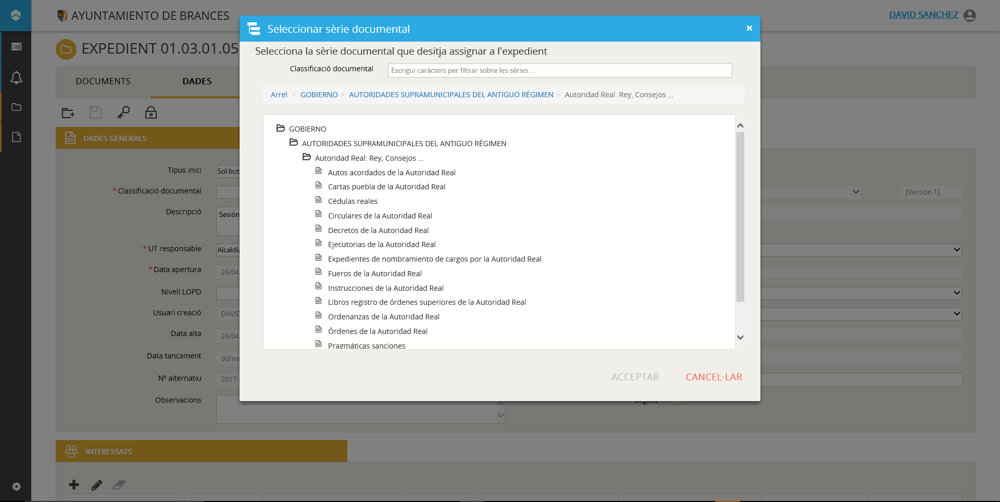 AYUNTAMIENTO DE BRANCES
DAVID SANCHEZ
EXPEDIENT 01.03.01.05
DOCUMENTS
DADES
DADES GENERALS
Tipus inici
Sol·licit
* Classificació documental
[Versión 1]
Descripció
Sesión
* UT responsable
Alcaldía
* Data apertura
26/04
Nivell LOPD
Usuari creació
DAVID
Data alta
26/04
Data tancament
dd/m
Nº alternatiu
2017-
Observacions
Urgent
INTERESSATS
Seleccionar sèrie documental
Selecciona la sèrie documental que desitja assignar a l'expedient
Classificació documental
Escrigui caràcters per filtrar sobre les sèries ...
Arrel > GOBIERNO > AUTORIDADES SUPRAMUNICIPALES DEL ANTIGUO RÉGIMEN > Autoridad Real: Rey, Consejos ...
GOBIERNO
AUTORIDADES SUPRAMUNICIPALES DEL ANTIGUO RÉGIMEN
Autoridad Real: Rey, Consejos ...
Autos acordados de la Autoridad Real
Cartas puebla de la Autoridad Real
Cédulas reales
Circulares de la Autoridad Real
Decretos de la Autoridad Real
Ejecutorias de la Autoridad Real
Expedientes de nombramiento de cargos por la Autoridad Real
Fueros de la Autoridad Real
Instrucciones de la Autoridad Real
Libros registro de órdenes superiores de la Autoridad Real
Ordenanzas de la Autoridad Real
Órdenes de la Autoridad Real
Pragmáticas sanciones
ACCEPTAR
CANCEL·LAR